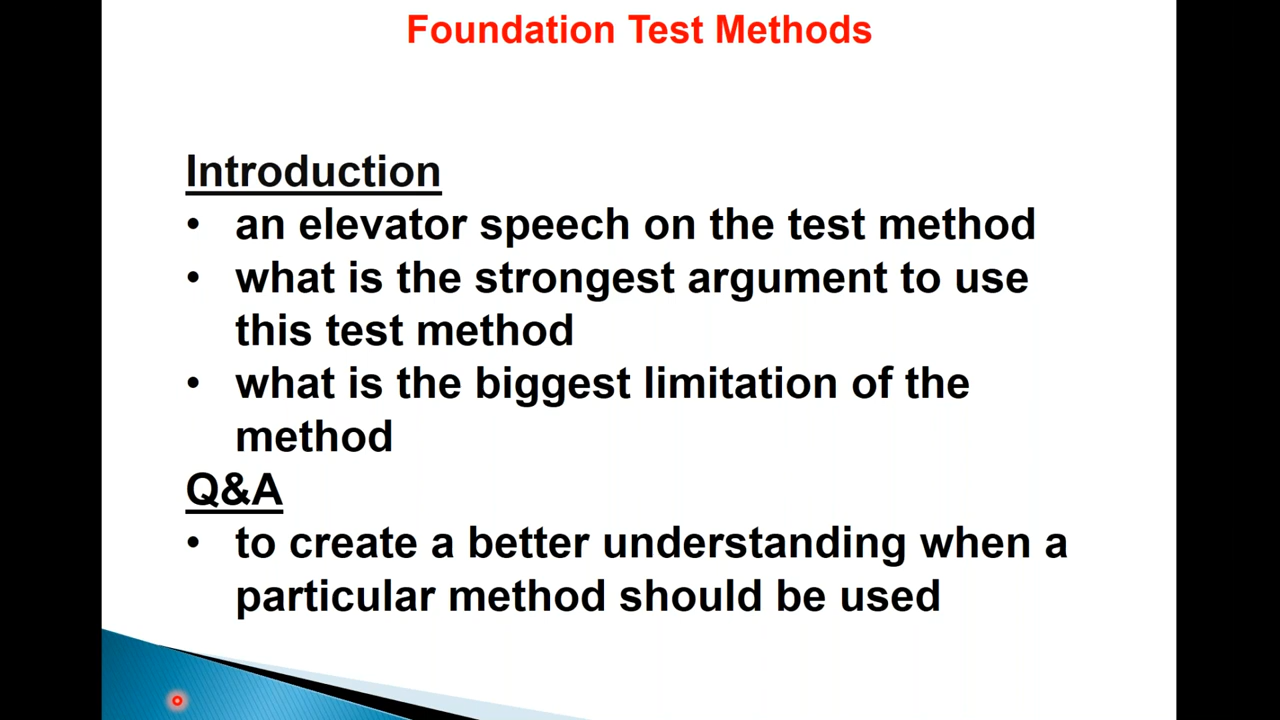 Foundation Test Methods
Introduction
• an elevator speech on the test method
• what is the strongest argument to use
this test method
• what is the biggest limitation of the
method
Q&A
• to create a better understanding when a
particular method should be used